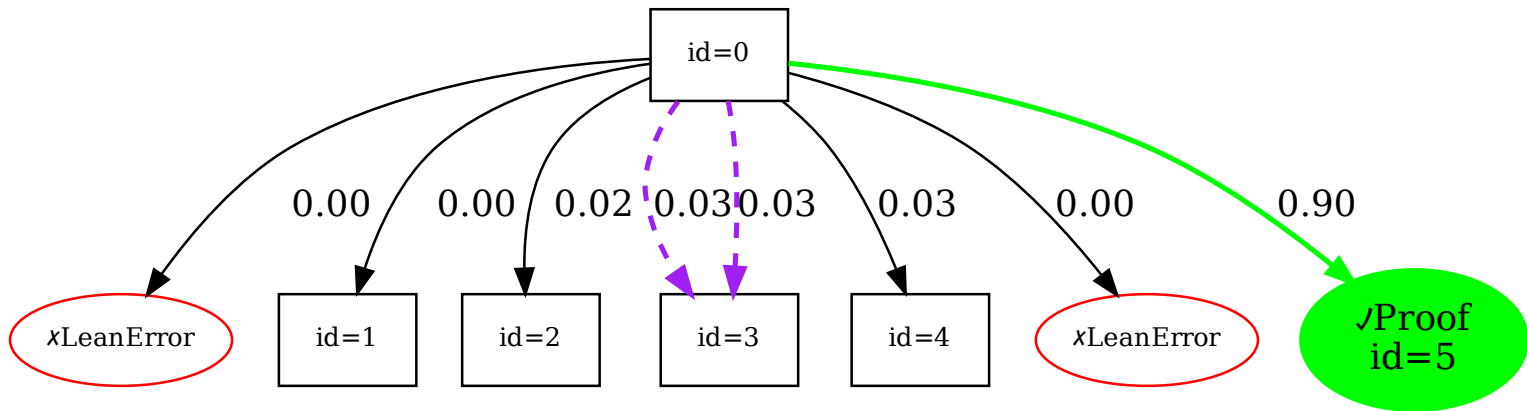 id=0
0.00
0.00
0.02
0.03
0.03
0.03
0.00
0.90
✗LeanError
id=1
id=2
id=3
id=4
✗LeanError
✓Proof
id=5